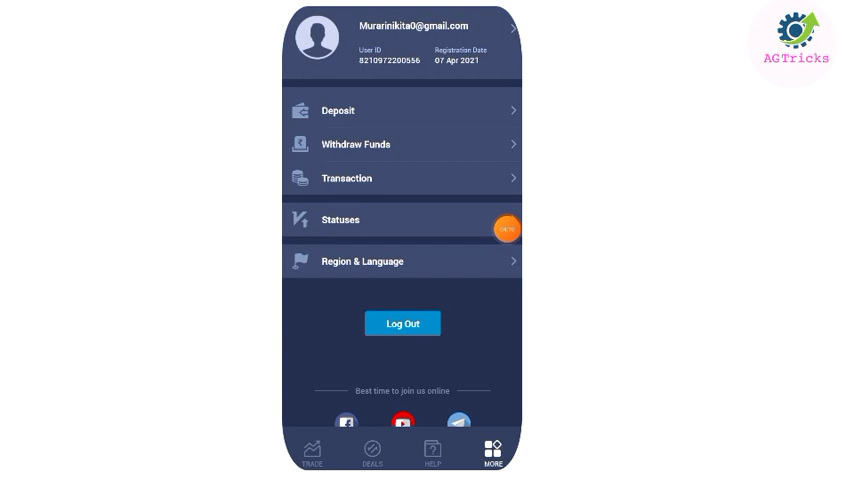 Murarinikita0@gmail.com
AGTricks
User ID
Registration Date
8210972200556
07 Apr 2021
Deposit
Withdraw Funds
Transaction
Statuses
Region & Language
Log Out
Best time to join us online
TRADE
DEALS
HELP
MORE